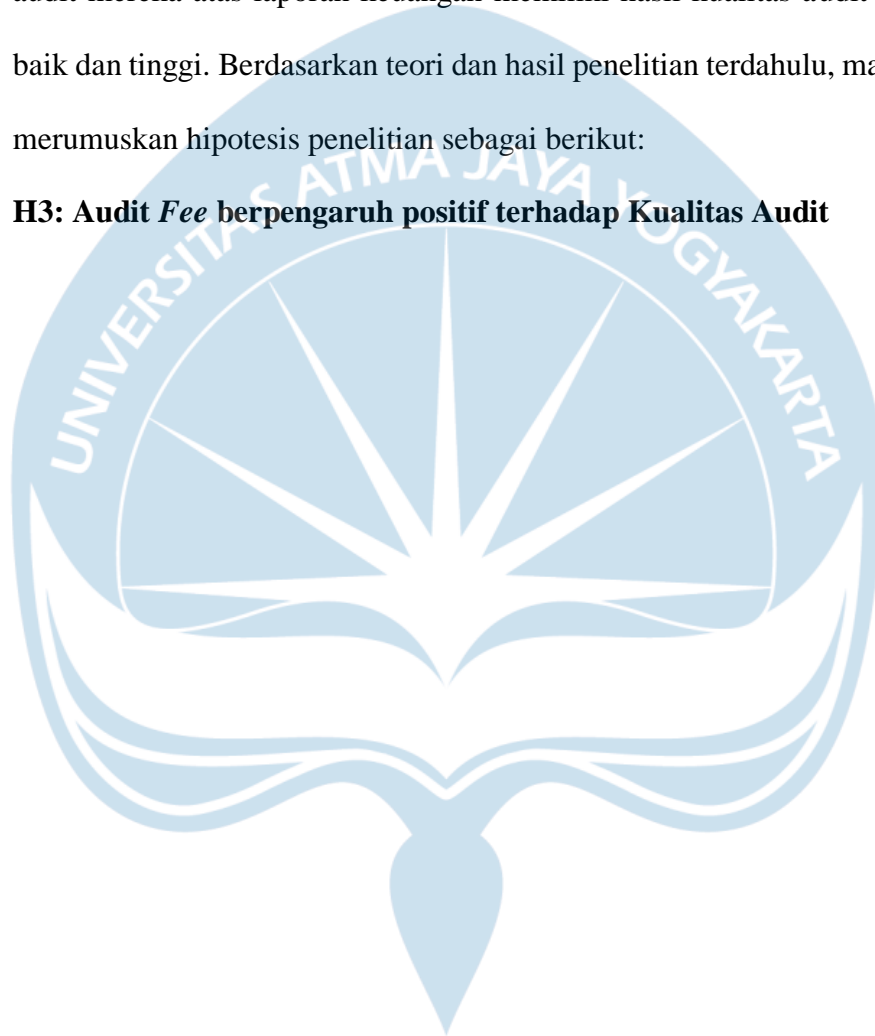 baik dan tinggi. Berdasarkan teori dan hasil penelitian terdahulu,
merumuskan hipotesis penelitian sebagai berikut:
H3: Audit Fee berpengaruh positif terhadap Kualitas Audit
UNIVERSITAS ATMA JAYA YOGYAKARTA